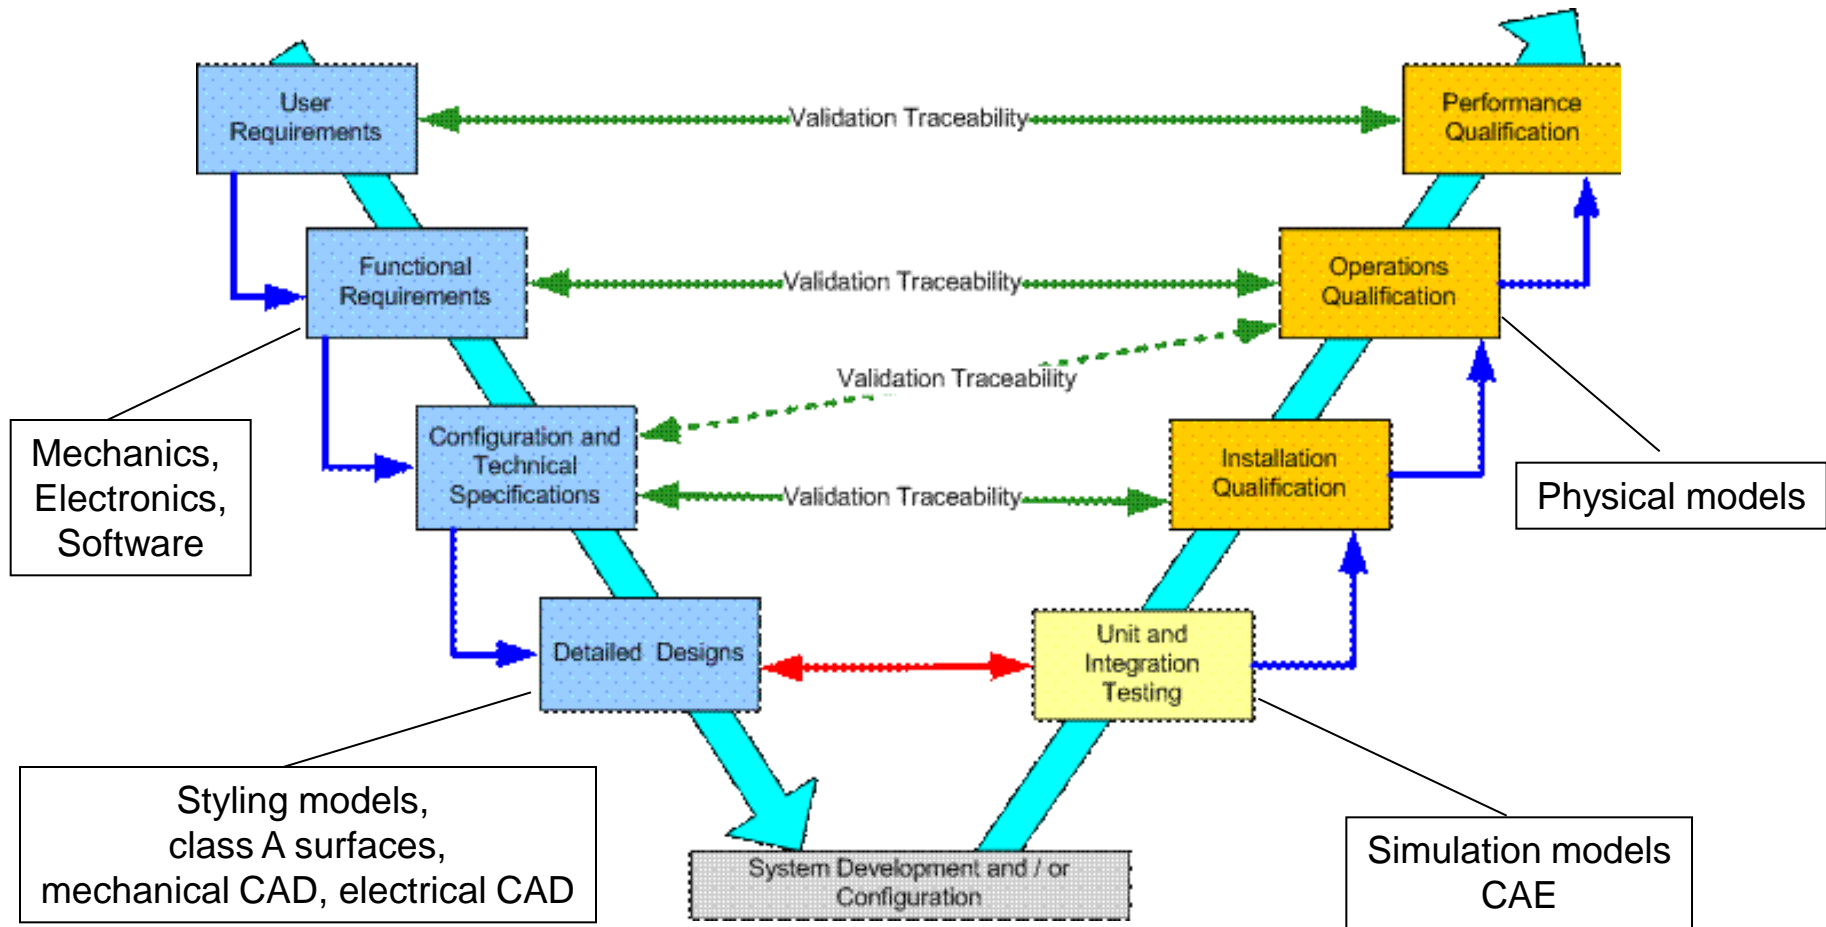 User
Requirements
Validation Traceability
Performance
Qualification
Functional
Requirements
Validation Traceability
Operations
Qualification
Validation Traceability
Mechanics,
Electronics,
Software
Configuration and
Technical
Specifications
Validation Traceability
Installation
Qualification
Physical models
Detailed Designs
Unit and
Integration
Testing
Styling models,
class A surfaces,
mechanical CAD, electrical CAD
System Development and / or
Configuration
Simulation models
CAE